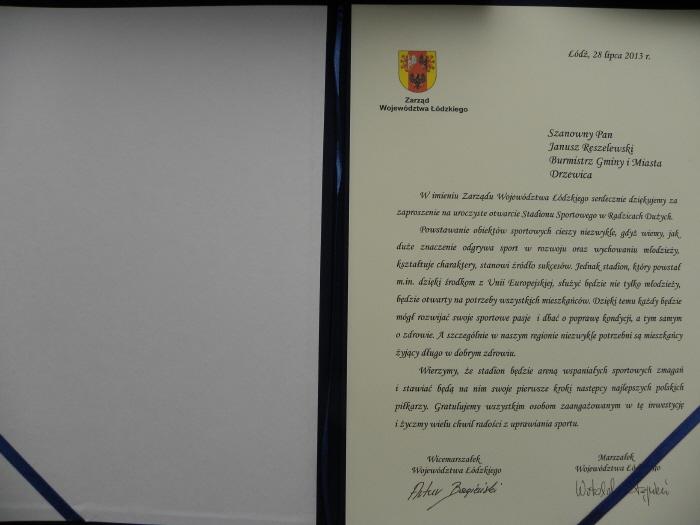 Łódź, 28 lipca 2013 r.
Zarząd
Województwa Łódzkiego
Szanowny Pan
Janusz Reszelewski
Burmistrz Gminy i Miasta
Drzewica
W imieniu Zarządu Województwa Łódzkiego serdecznie dziękujemy za
zaproszenie na uroczyste otwarcie Stadionu Sportowego w Radzicach Dużych.
Powstawanie obiektów sportowych cieszy niezwykle, gdyż wiemy, jak
duże znaczenie odgrywa sport w rozwoju oraz wychowaniu młodzieży,
kształtuje charaktery, stanowi źródło sukcesów. Jednak stadion, który powstał
m.in. dzięki środkom z Unii Europejskiej, służyć będzie nie tylko młodzieży,
będzie otwarty na potrzeby wszystkich mieszkańców. Dzięki temu każdy będzie
mógł rozwijać swoje sportowe pasje i dbać o poprawę kondycji, a tym samym
o zdrowie. A szczególnie w naszym regionie niezwykle potrzebni są mieszkańcy
żyjący długo w dobrym zdrowiu.
Wierzymy, że stadion będzie areną wspaniałych sportowych zmagań
i stawiać będą na nim swoje pierwsze kroki następcy najlepszych polskich
piłkarzy. Gratulujemy wszystkim osobom zaangażowanym w tę inwestycję
i życzmy wielu chwil radości z uprawiania sportu.
Wicemarszałek
Województwa Łódzkiego
Marszałek
Województwa
Artur Bagieński
Witold